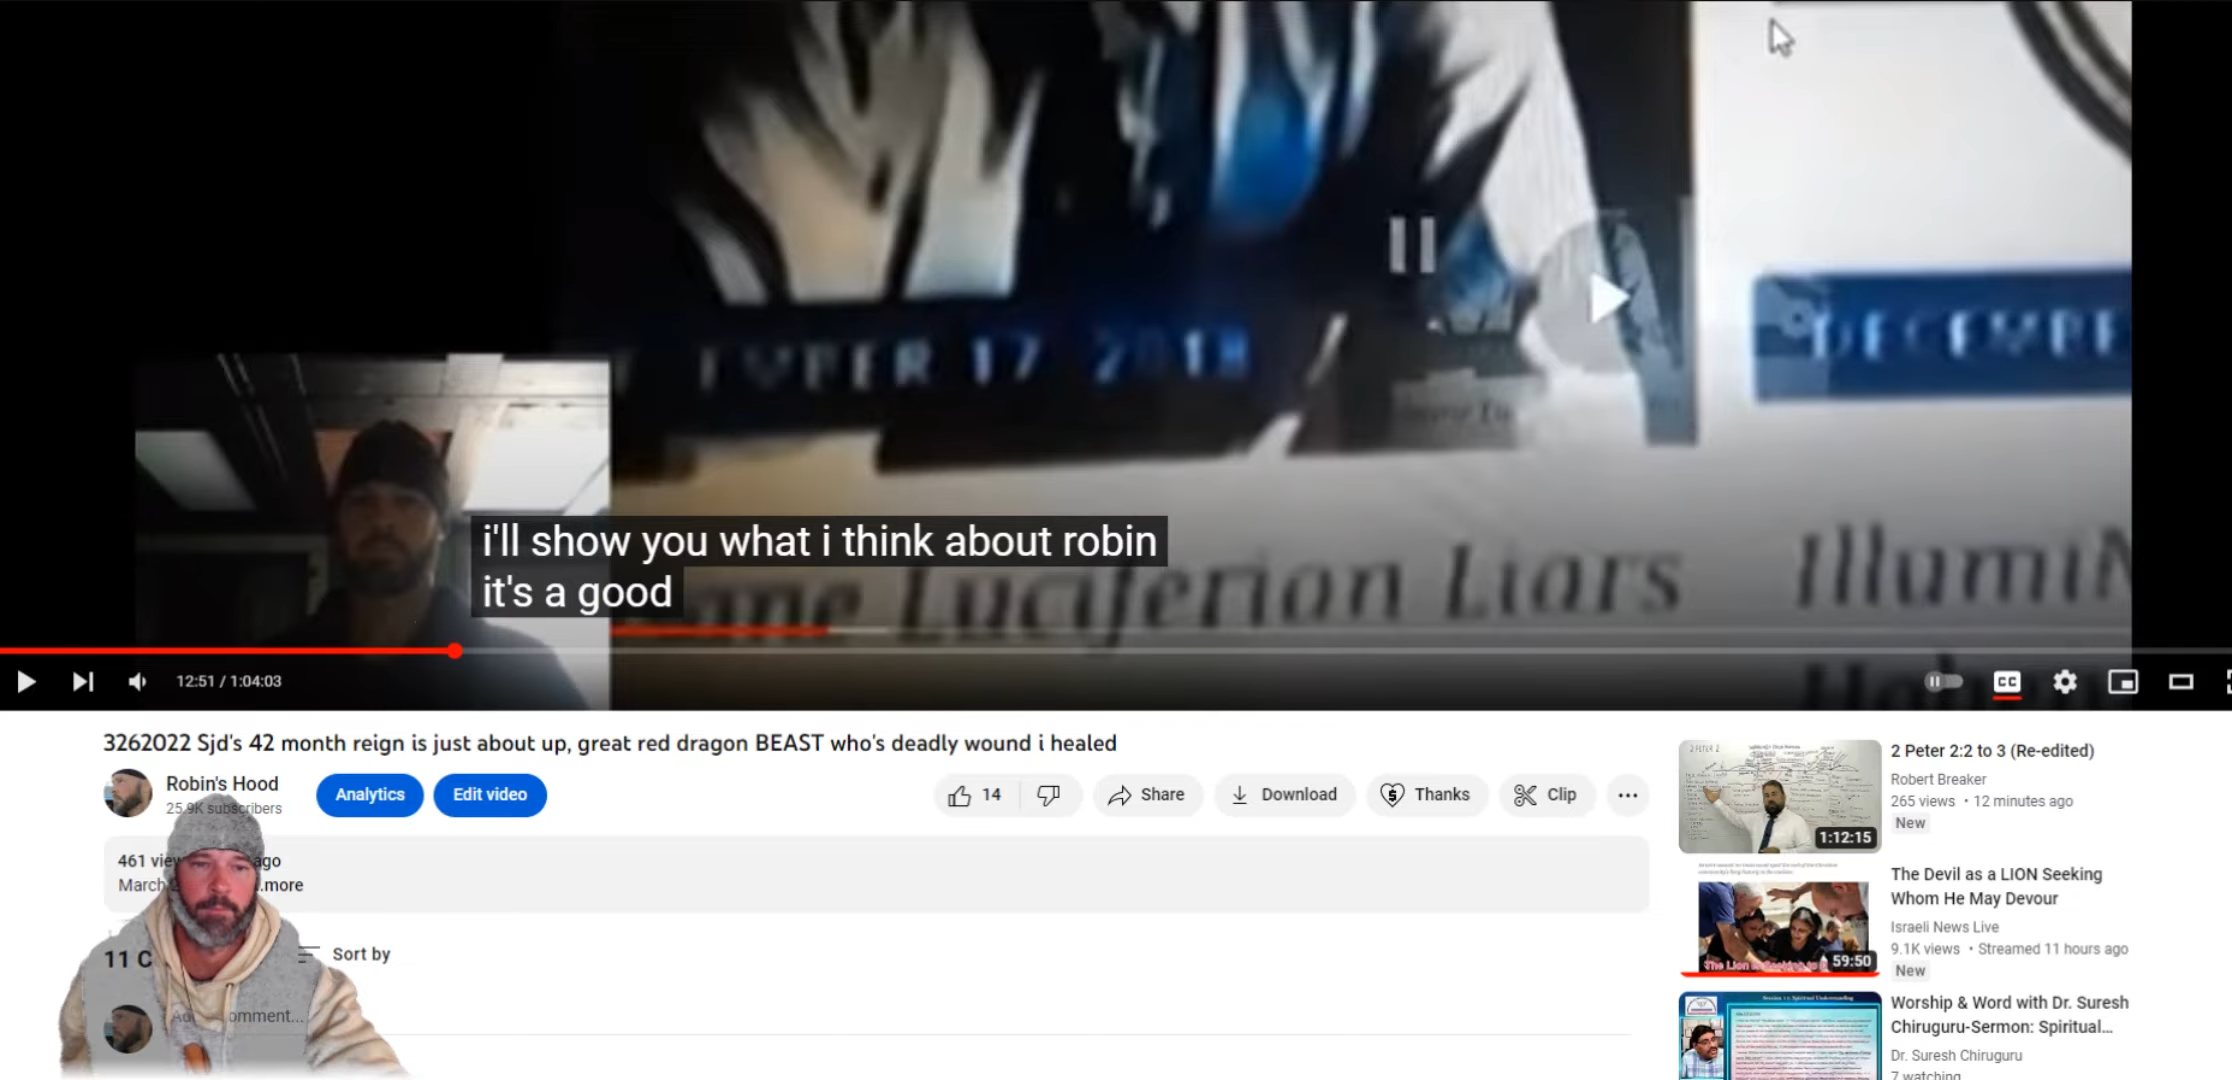 EMBER 17 2018
DECEMBE
i'll show you what i think about robin
it's a good
Luciferian Liars
IllumiN
12:51 / 1:04:03
CC
3262022 Sjd's 42 month reign is just about up, great red dragon BEAST who's deadly wound i healed
Robin's Hood
25.9K subscribers
Analytics
Edit video
14
Share
Download
Thanks
Clip
461 vie ago
March .more
11 C
Sort by
omment...
2 Peter 2:2 to 3 (Re-edited)
Robert Breaker
265 views • 12 minutes ago
New
1:12:15
The Devil as a LION Seeking
Whom He May Devour
Israeli News Live
9.1K views • Streamed 11 hours ago
New
59:50
Worship & Word with Dr. Suresh
Chiruguru-Sermon: Spiritual...
Dr. Suresh Chiruguru
7 watching